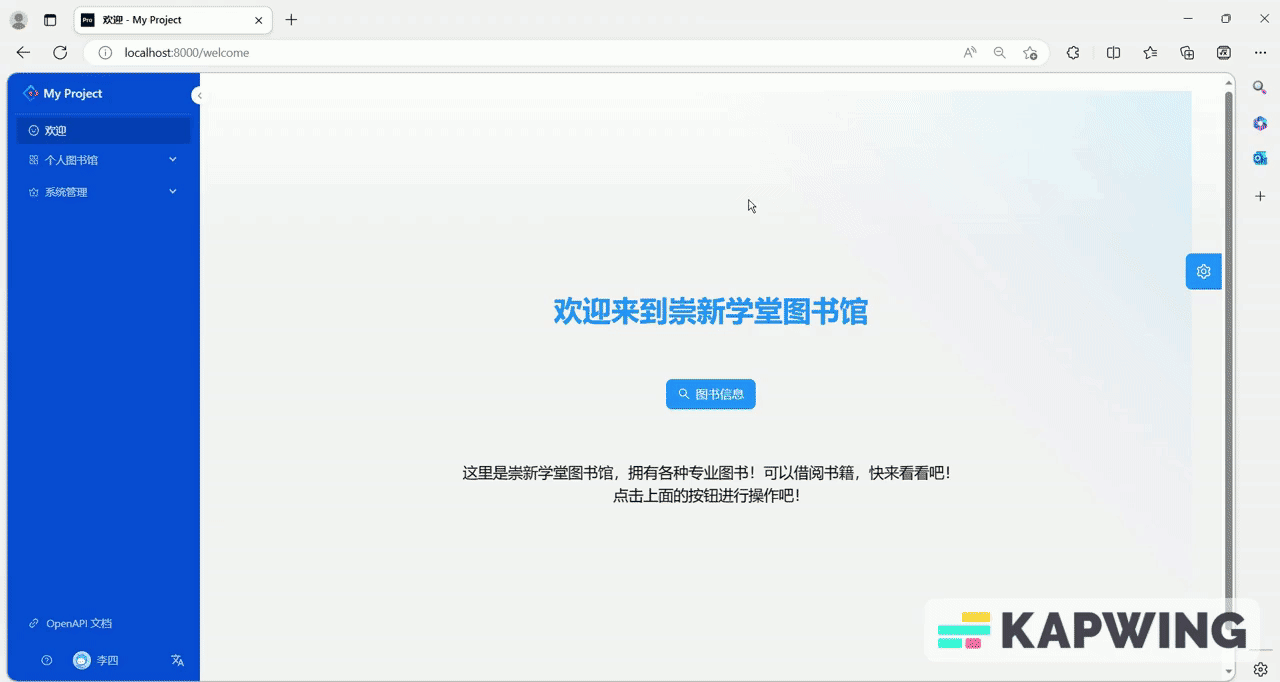 Pro 欢迎 - My Project
localhost:8000/welcome
My Project
欢迎
个人图书馆
系统管理
欢迎来到崇新学堂图书馆
图书信息
这里是崇新学堂图书馆，拥有各种专业图书！可以借阅书籍，快来看看吧！
点击上面的按钮进行操作吧！
OpenAPI 文档
李四
KAPWING